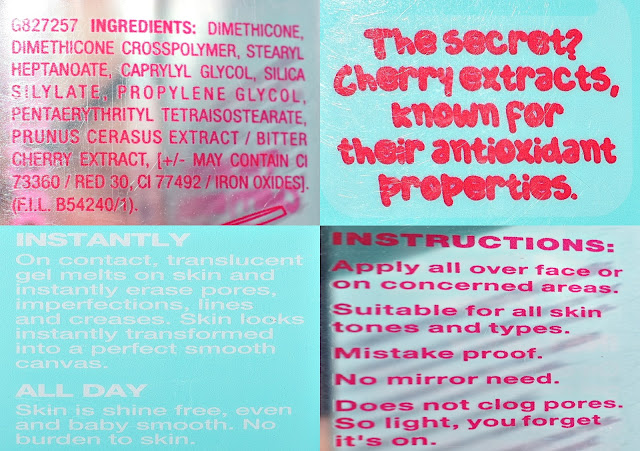 G827257 INGREDIENTS: DIMETHICONE,
DIMETHICONE CROSSPOLYMER, STEARYL
HEPTANOATE, CAPRYLYL GLYCOL, SILICA
SILYLATE, PROPYLENE GLYCOL,
PENTAERYTHRITYL TETRAISOSTEARATE,
PRUNUS CERASUS EXTRACT / BITTER
CHERRY EXTRACT, [+/- MAY CONTAIN CI
73360 / RED 30, CI 77492 / IRON OXIDES].
(F.I.L. B54240/1).
The secret?
Cherry extracts,
known for
their antioxidant
properties.
INSTANTLY
On contact, translucent
gel melts on skin and
instantly erase pores,
imperfections, lines
and creases. Skin looks
instantly transformed
into a perfect smooth
canvas.
ALL DAY
Skin is shine free, even
and baby smooth. No
burden to skin.
INSTRUCTIONS:
Apply all over face or
on concerned areas.
Suitable for all skin
tones and types.
Mistake proof.
No mirror need.
Does not clog pores.
So light, you forget
it's on.